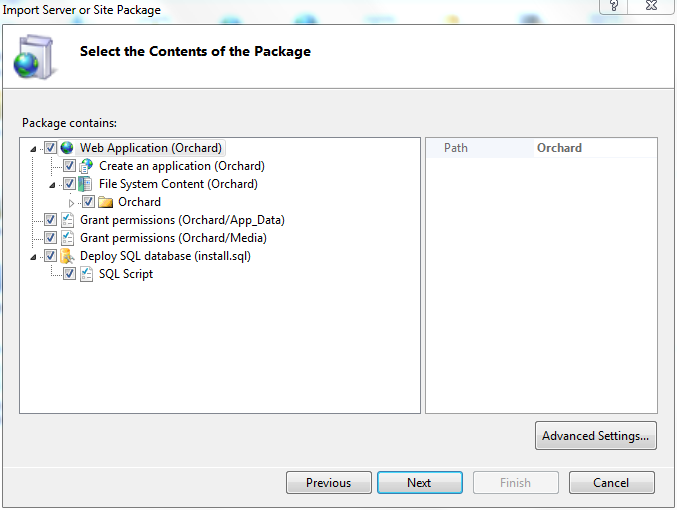 Import Server or Site Package
?
Select the Contents of the Package
Package contains:
Web Application (Orchard)
Create an application (Orchard)
File System Content (Orchard)
Orchard
Grant permissions (Orchard/App_Data)
Grant permissions (Orchard/Media)
Deploy SQL database (install.sql)
SQL Script
Path Orchard
Advanced Settings...
Previous Next Finish Cancel